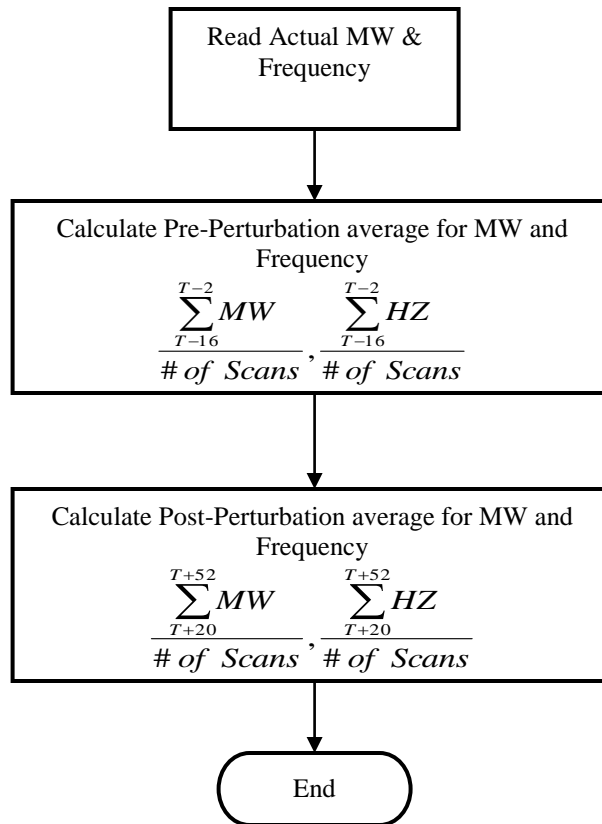 Read Actual MW &
Frequency
Calculate Pre-Perturbation average for MW and
Frequency
T−2 T−2
∑ MW ∑ HZ
T−16 , T−16
# of Scans # of Scans
Calculate Post-Perturbation average for MW and
Frequency
T+52 T+52
∑ MW ∑ HZ
T+20 , T+20
# of Scans # of Scans
End